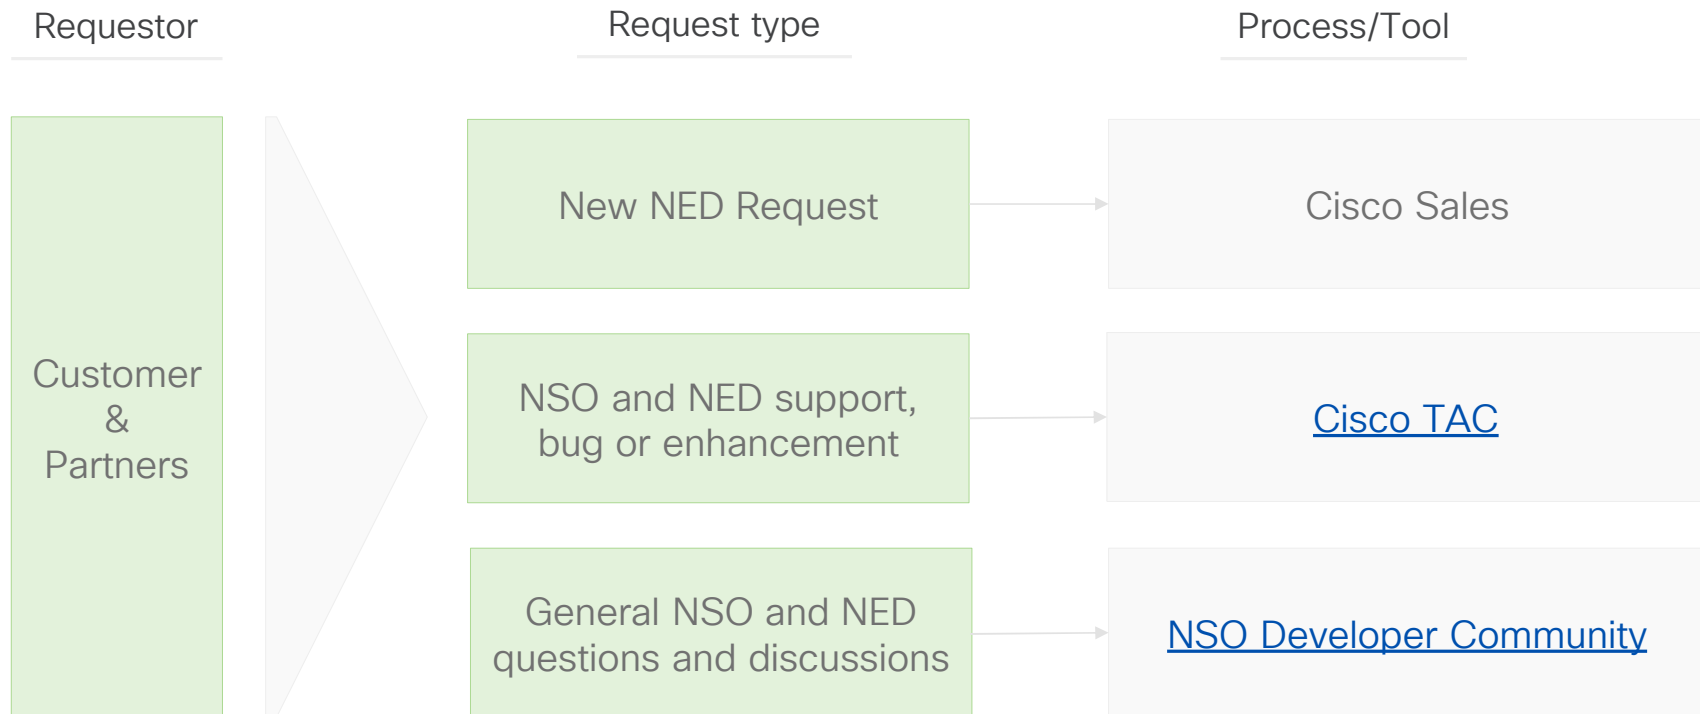 Requestor
Request type
Process/Tool
Customer
&
Partners
New NED Request
Cisco Sales
NSO and NED support,
bug or enhancement
Cisco TAC
General NSO and NED
questions and discussions
NSO Developer Community